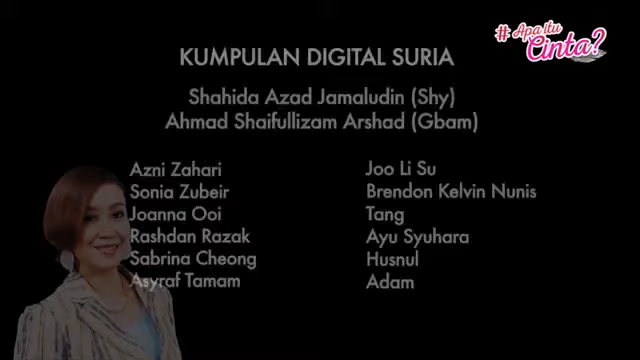 # Apa itu
Cinta?
KUMPULAN DIGITAL SURIA
Shahida Azad Jamaludin (Shy)
Ahmad Shaifullizam Arshad (Gbam)
Azni Zahari
Sonia Zubeir
Joanna Ooi
Rashdan Razak
Sabrina Cheong
Asyraf Tamam
Joo Li Su
Brendon Kelvin Nunis
Tang
Ayu Syuhara
Husnul
Adam